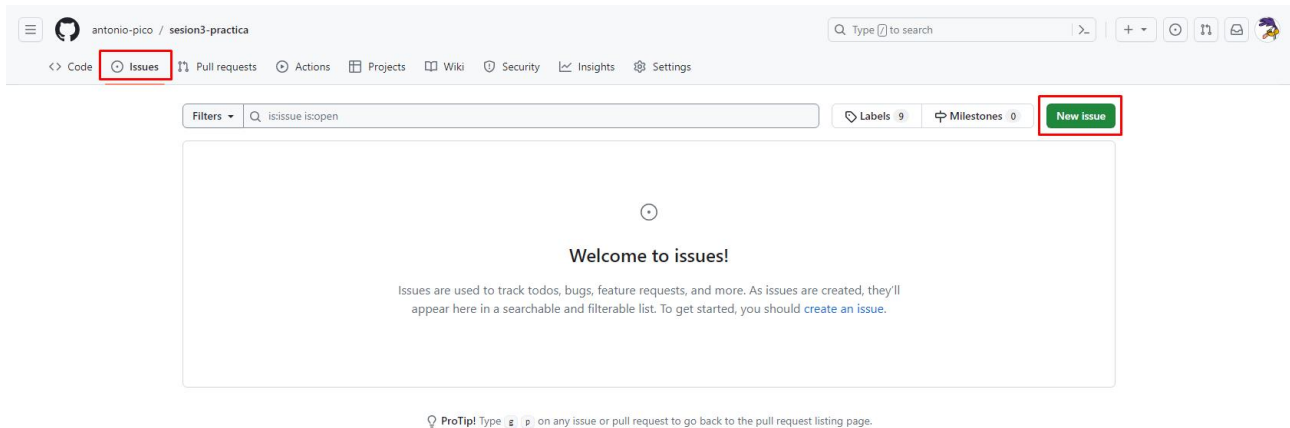 antonio-pico / sesion3-practica
Type / to search
Code Issues Pull requests Actions Projects Wiki Security Insights Settings
Filters is:issue is:open Labels 9 Milestones 0 New issue
Welcome to issues!
Issues are used to track todos, bugs, feature requests, and more. As issues are created, they'll
appear here in a searchable and filterable list. To get started, you should create an issue.
ProTip! Type g p on any issue or pull request to go back to the pull request listing page.